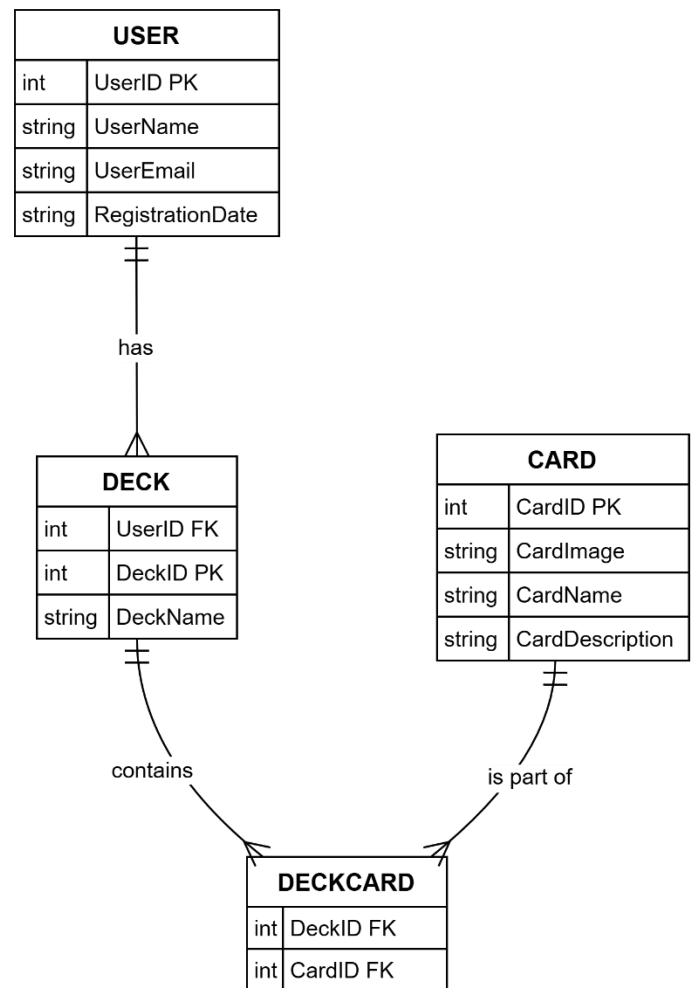 USER
int UserID PK
string UserName
string UserEmail
string RegistrationDate
has
DECK
int UserID FK
int DeckID PK
string DeckName
CARD
int CardID PK
string CardImage
string CardName
string CardDescription
contains
is part of
DECKCARD
int DeckID FK
int CardID FK